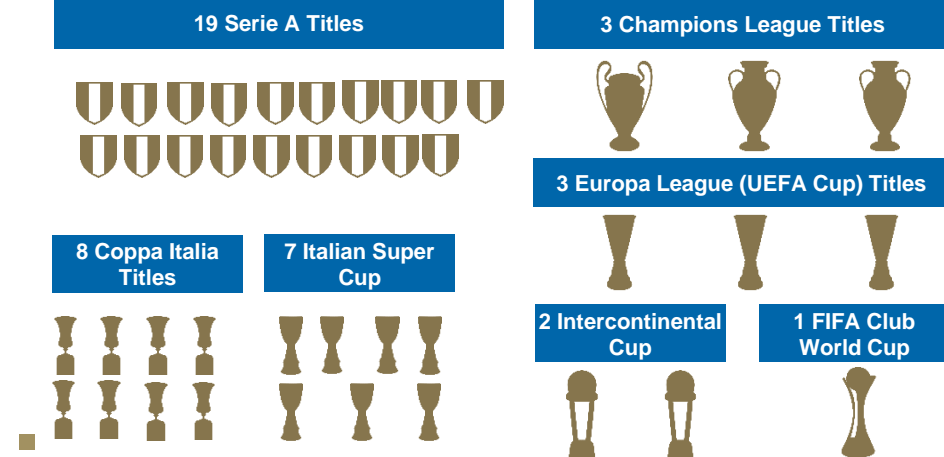 19 Serie A Titles
3 Champions League Titles
3 Europa League (UEFA Cup) Titles
8 Coppa Italia
Titles
7 Italian Super
Cup
2 Intercontinental
Cup
1 FIFA Club
World Cup